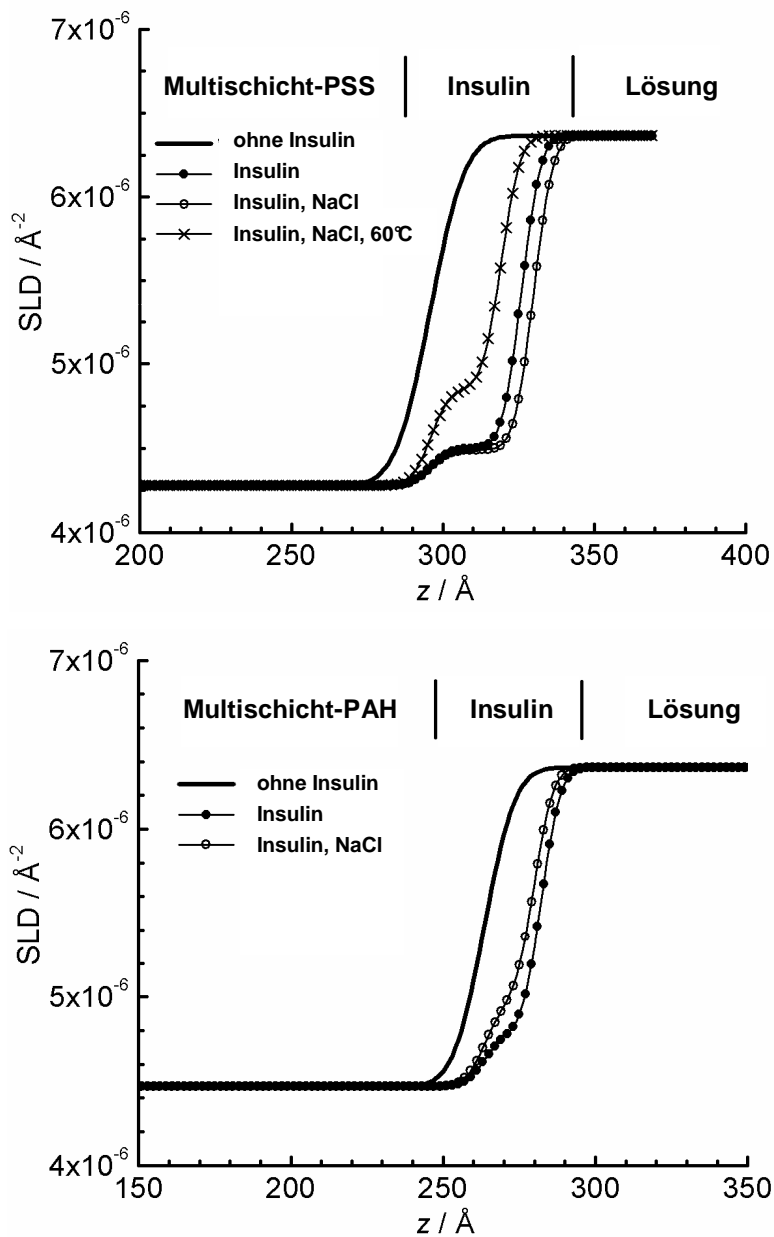 7x10-6
Multischicht-PSS | Insulin | Lösung
ohne Insulin
Insulin
Insulin, NaCl
Insulin, NaCl, 60°C
6x10-6
SLD / Å-2
5x10-6
4x10-6
200 250 300 350 400
z / Å
7x10-6
Multischicht-PAH | Insulin | Lösung
ohne Insulin
Insulin
Insulin, NaCl
6x10-6
SLD / Å-2
5x10-6
4x10-6
150 200 250 300 350
z / Å